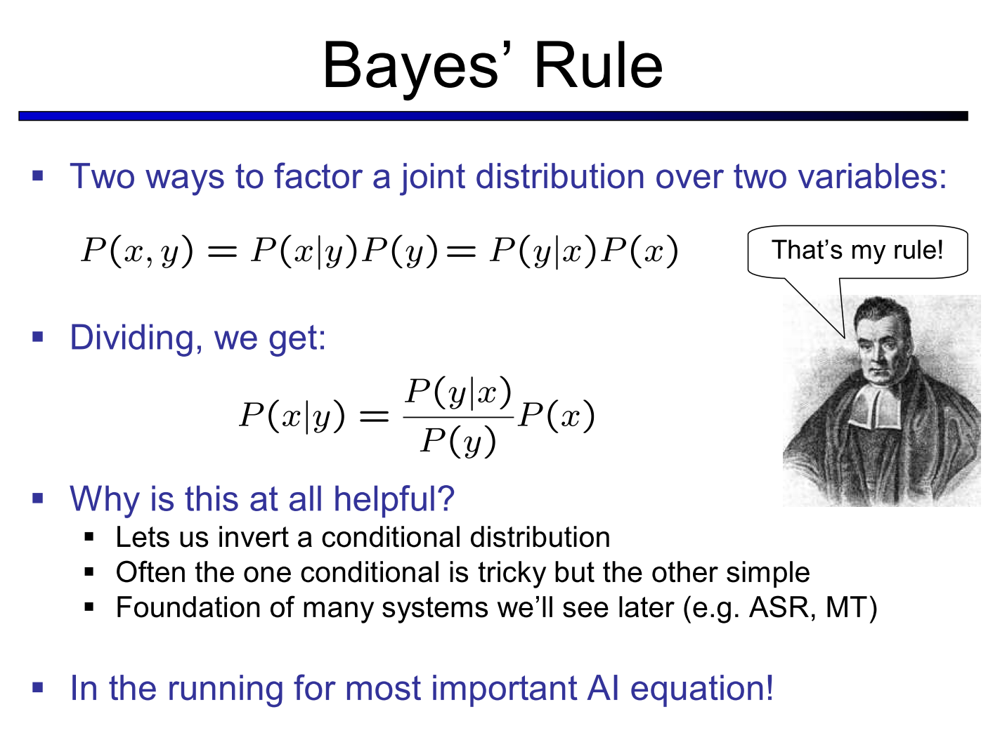 Bayes’ Rule
▪ Two ways to factor a joint distribution over two variables:
P(x, y) = P(x|y)P(y) = P(y|x)P(x)
That’s my rule!
▪ Dividing, we get:
P(x|y) = \frac{P(y|x)}{P(y)} P(x)
▪ Why is this at all helpful?
▪ Lets us invert a conditional distribution
▪ Often the one conditional is tricky but the other simple
▪ Foundation of many systems we’ll see later (e.g. ASR, MT)
▪ In the running for most important AI equation!